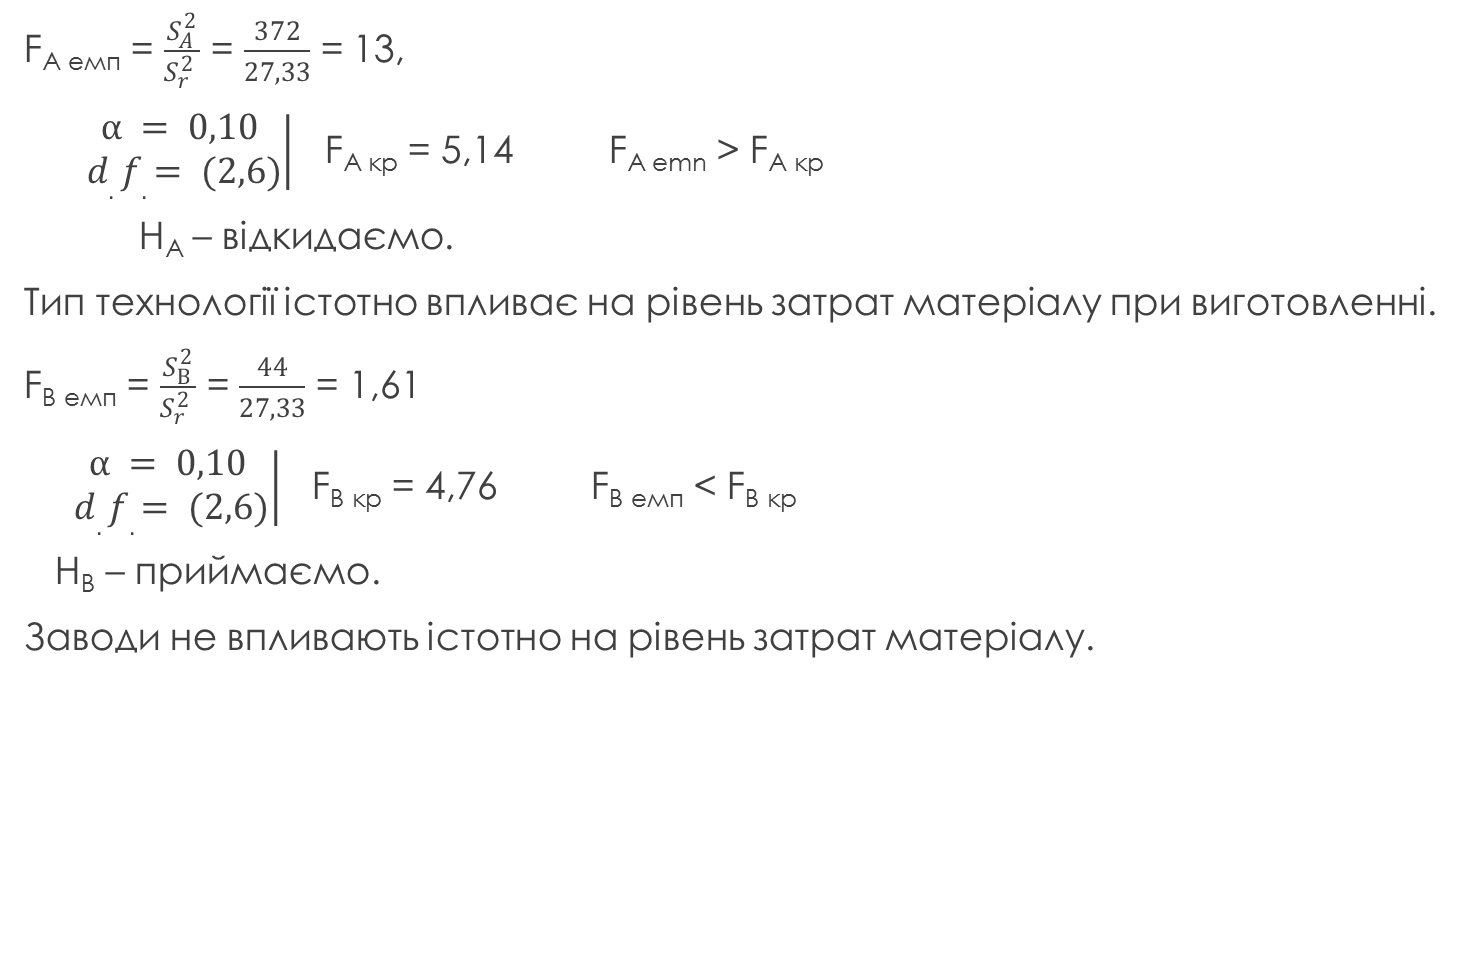 F_A емп = S_A^2 / S_r^2 = 372 / 27,33 = 13,
α = 0,10
d.f. = (2,6) | F_A кр = 5,14 F_A emп > F_A кр
H_A – відкидаємо.
Тип технології істотно впливає на рівень затрат матеріалу при виготовленні.
F_B емп = S_B^2 / S_r^2 = 44 / 27,33 = 1,61
α = 0,10
d.f. = (2,6) | F_B кр = 4,76 F_B емп < F_B кр
H_B – приймаємо.
Заводи не впливають істотно на рівень затрат матеріалу.